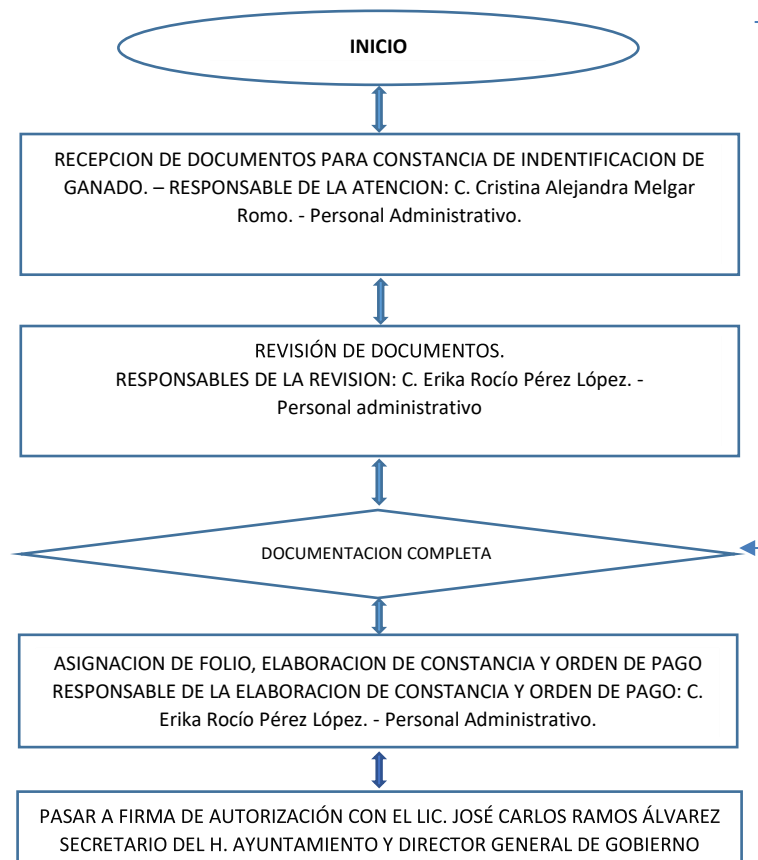 INICIO
RECEPCION DE DOCUMENTOS PARA CONSTANCIA DE INDENTIFICACION DE
GANADO. – RESPONSABLE DE LA ATENCION: C. Cristina Alejandra Melgar
Romo. - Personal Administrativo.
REVISIÓN DE DOCUMENTOS.
RESPONSABLES DE LA REVISION: C. Erika Rocío Pérez López. -
Personal administrativo
DOCUMENTACION COMPLETA
ASIGNACION DE FOLIO, ELABORACION DE CONSTANCIA Y ORDEN DE PAGO
RESPONSABLE DE LA ELABORACION DE CONSTANCIA Y ORDEN DE PAGO: C.
Erika Rocío Pérez López. - Personal Administrativo.
PASAR A FIRMA DE AUTORIZACIÓN CON EL LIC. JOSÉ CARLOS RAMOS ÁLVAREZ
SECRETARIO DEL H. AYUNTAMIENTO Y DIRECTOR GENERAL DE GOBIERNO